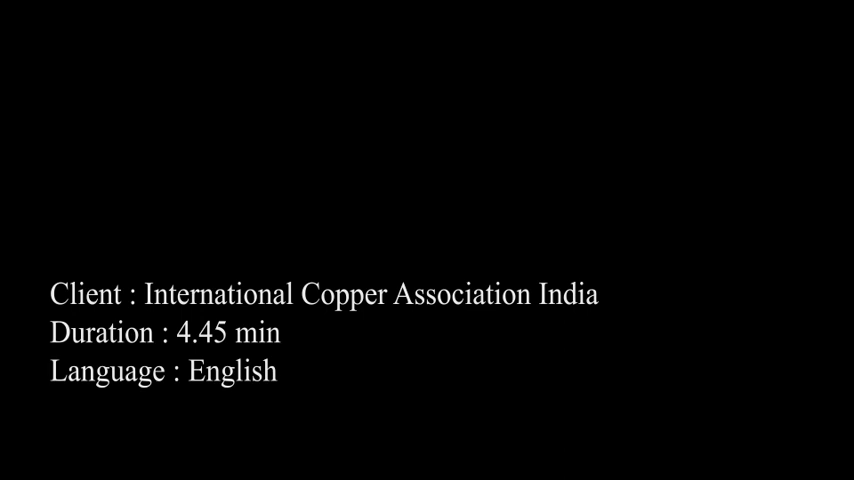 Client : International Copper Association India
Duration : 4.45 min
Language : English